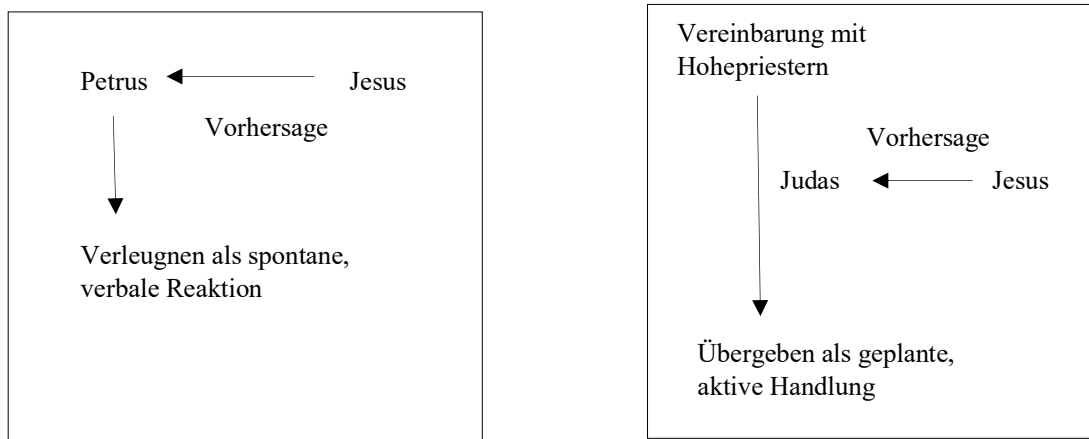 Petrus
Jesus
Vorhersage
Verleugnen als spontane,
verbale Reaktion
Vereinbarung mit
Hohepriestern
Vorhersage
Judas
Jesus
Übergeben als geplante,
aktive Handlung